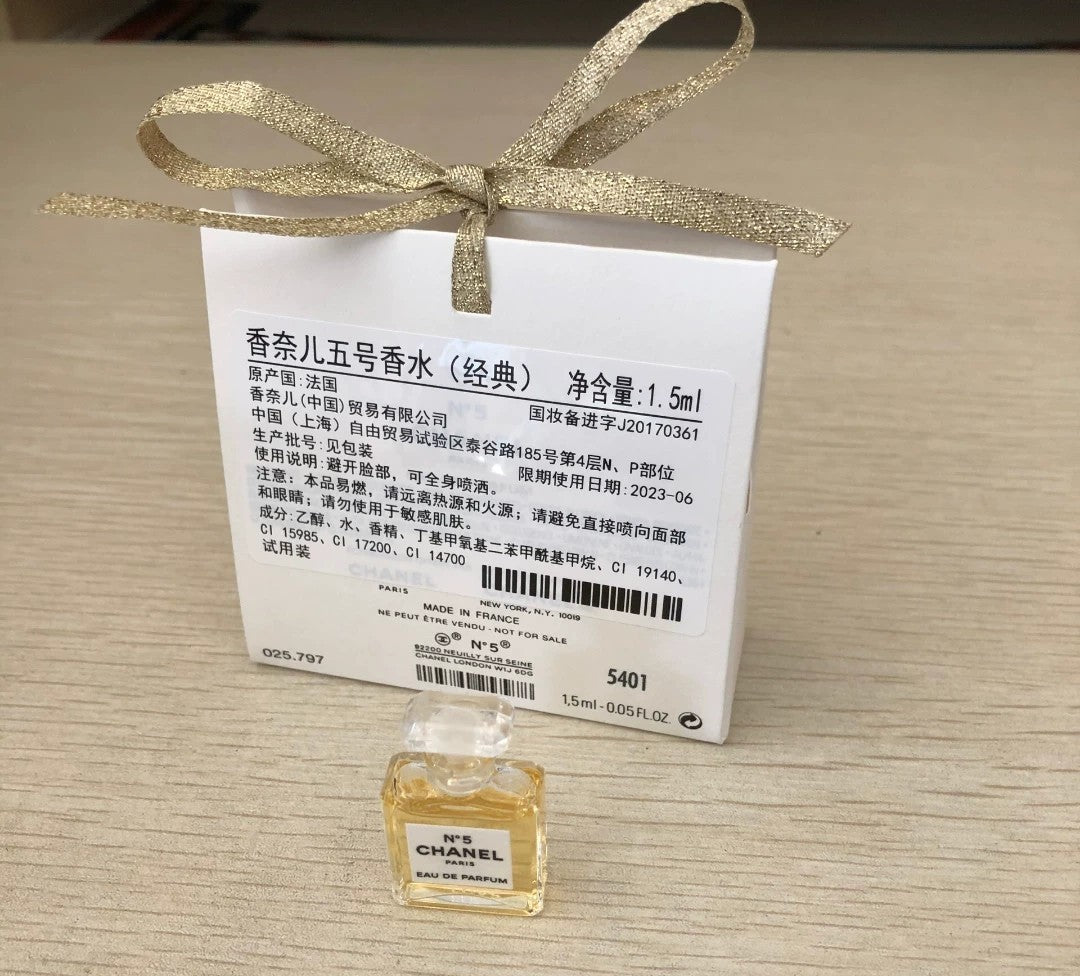 香奈儿五号香水（经典） 净含量:1.5ml
原产国:法国 国妆备进字J20170361
香奈儿(中国)贸易有限公司
中国（上海）自由贸易试验区泰谷路185号第4层N、P部位
生产批号:见包装 限期使用日期:2023-06
使用说明:避开脸部，可全身喷洒。
注意：本品易燃，请远离热源和火源；请避免直接喷向面部
和眼睛；请勿使用于敏感肌肤。
成分:乙醇、水、香精、丁基甲氧基二苯甲酰基甲烷、CI 19140、
CI 15985、CI 17200、CI 14700
试用装
CHANEL
PARIS
NEW YORK, N.Y. 10019
MADE IN FRANCE
NE PEUT ÊTRE VENDU - NOT FOR SALE
® N°5®
92200 NEUILLY SUR SEINE
CHANEL LONDON W1J 6DG
025.797
5401
1,5ml - 0.05 FL.OZ.
N°5
CHANEL
PARIS
EAU DE PARFUM